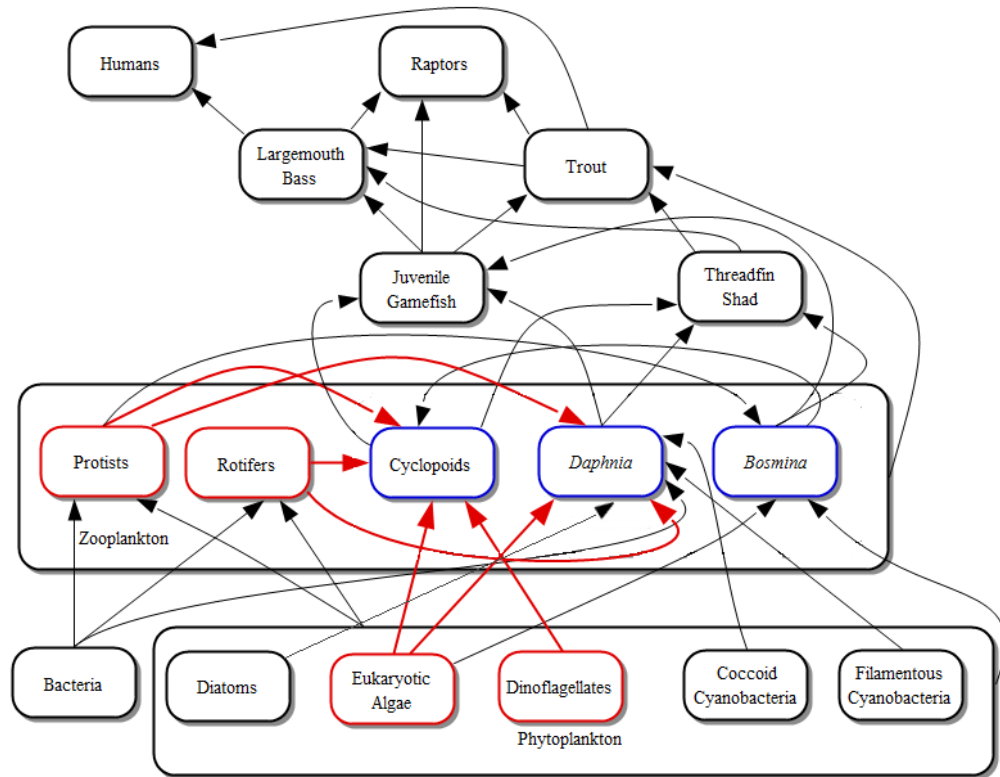 Humans
Raptors
Largemouth
Bass
Trout
Juvenile
Gamefish
Threadfin
Shad
Protists
Rotifers
Cyclopoids
Daphnia
Bosmina
Zooplankton
Bacteria
Diatoms
Eukaryotic
Algae
Dinoflagellates
Coccoid
Cyanobacteria
Filamentous
Cyanobacteria
Phytoplankton